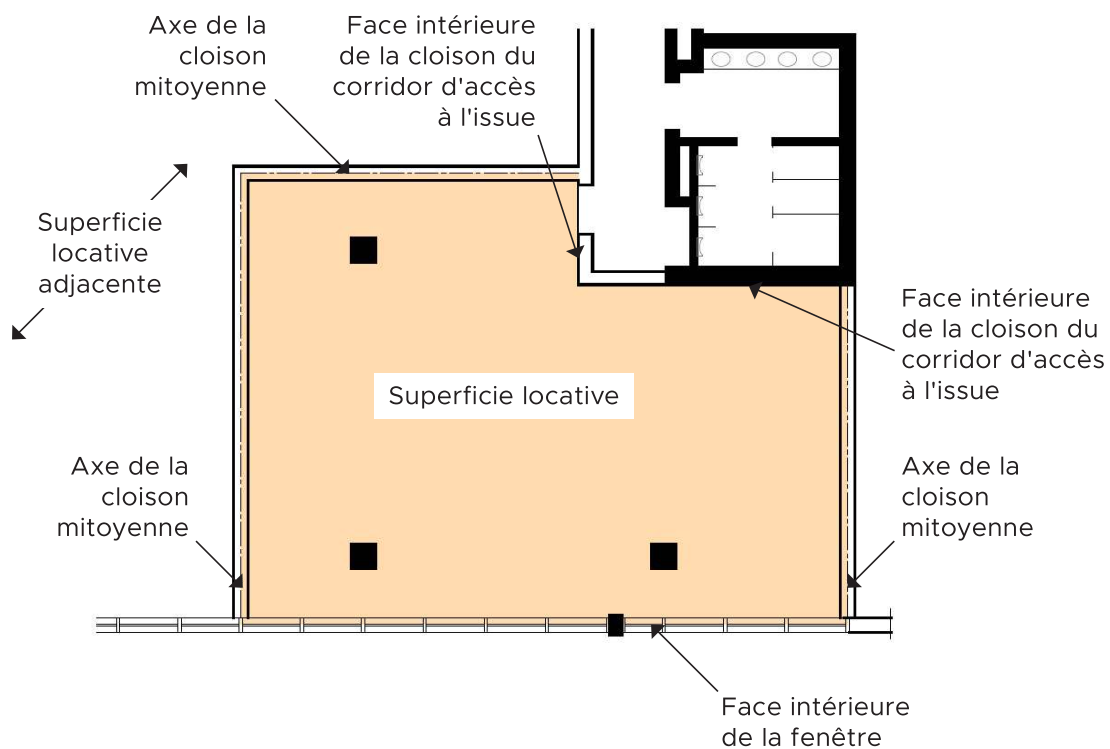 Axe de la
cloison
mitoyenne
Face intérieure
de la cloison du
corridor d'accès
à l'issue
Superficie
locative
adjacente
Face intérieure
de la cloison du
corridor d'accès
à l'issue
Superficie locative
Axe de la
cloison
mitoyenne
Axe de la
cloison
mitoyenne
Face intérieure
de la fenêtre